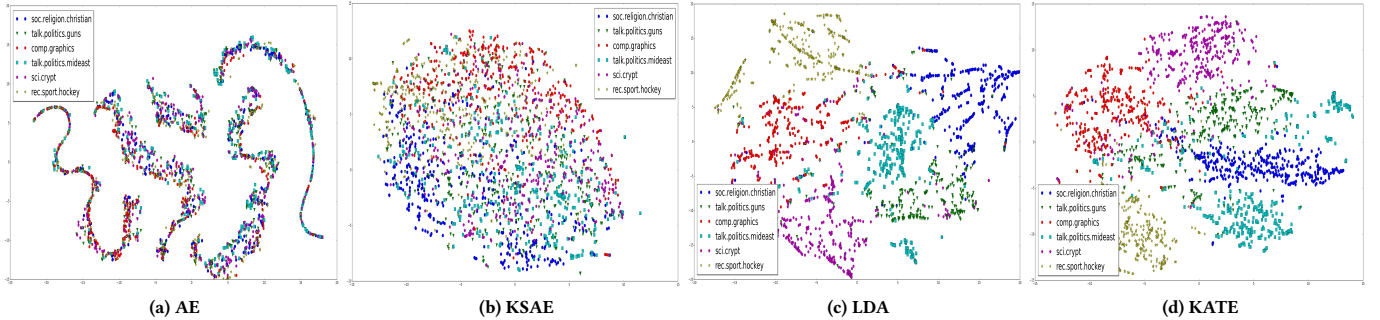 soc.religion.christian
talk.politics.guns
comp.graphics
talk.politics.mideast
sci.crypt
rec.sport.hockey
(a) AE
soc.religion.christian
talk.politics.guns
comp.graphics
talk.politics.mideast
sci.crypt
rec.sport.hockey
(b) KSAE
soc.religion.christian
talk.politics.guns
comp.graphics
talk.politics.mideast
sci.crypt
rec.sport.hockey
(c) LDA
soc.religion.christian
talk.politics.guns
comp.graphics
talk.politics.mideast
sci.crypt
rec.sport.hockey
(d) KATE